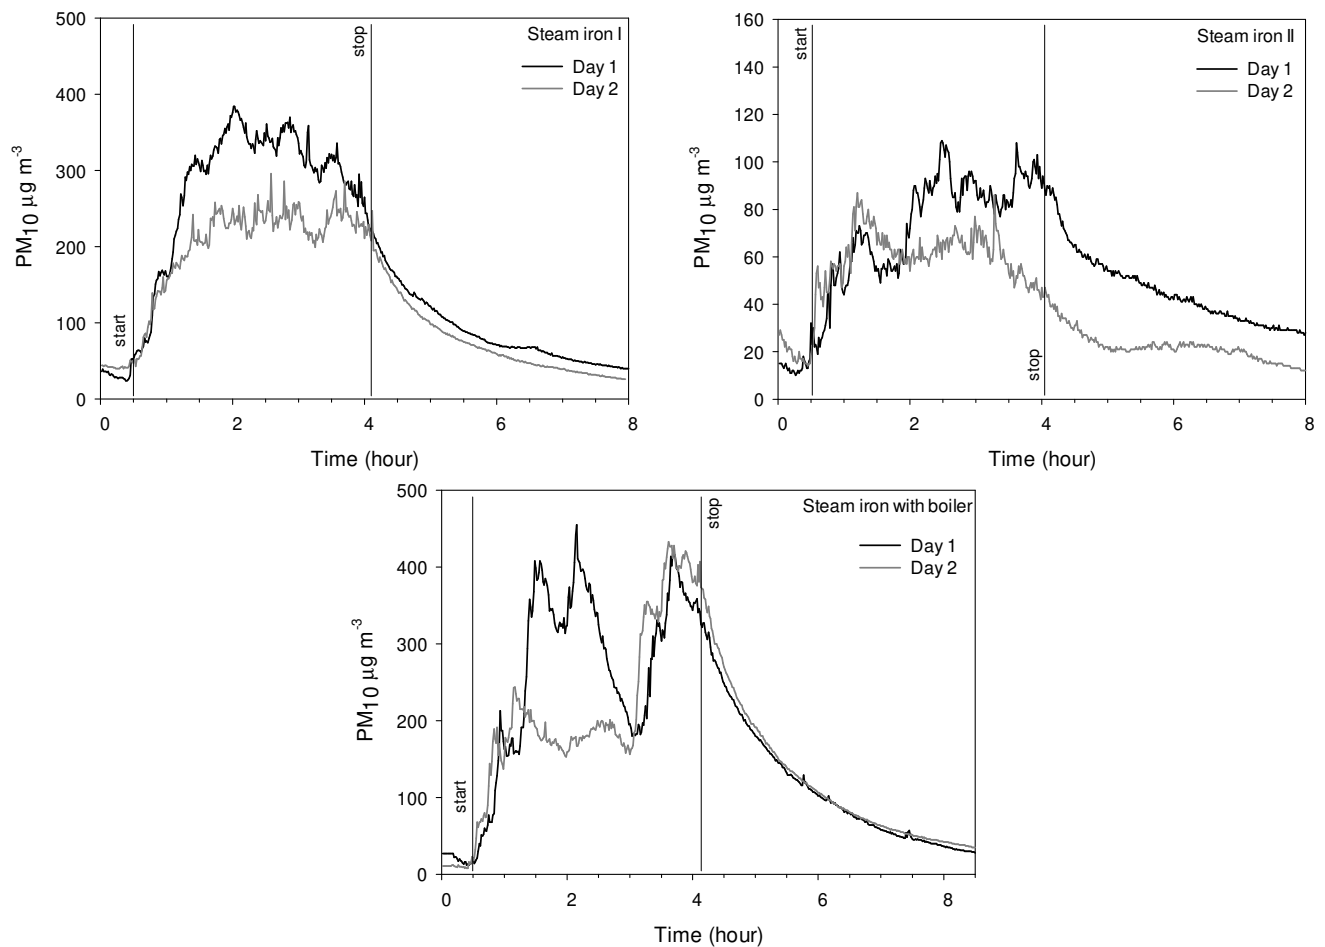 500
400
300
200
100
0
PM10 μg m-3
start
stop
Steam iron I
Day 1
Day 2
0 2 4 6 8
Time (hour)
160
140
120
100
80
60
40
20
0
PM10 μg m-3
start
stop
Steam iron II
Day 1
Day 2
0 2 4 6 8
Time (hour)
500
400
300
200
100
0
PM10 μg m-3
start
stop
Steam iron with boiler
Day 1
Day 2
0 2 4 6 8
Time (hour)